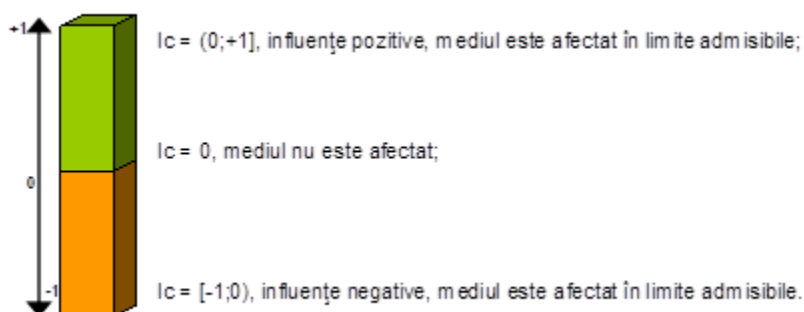 +1
Ic = (0;+1], influenţe pozitive, mediul este afectat în limite admisibile;
Ic = 0, mediul nu este afectat;
0
-1
Ic = [-1;0), influenţe negative, mediul este afectat în limite admisibile.